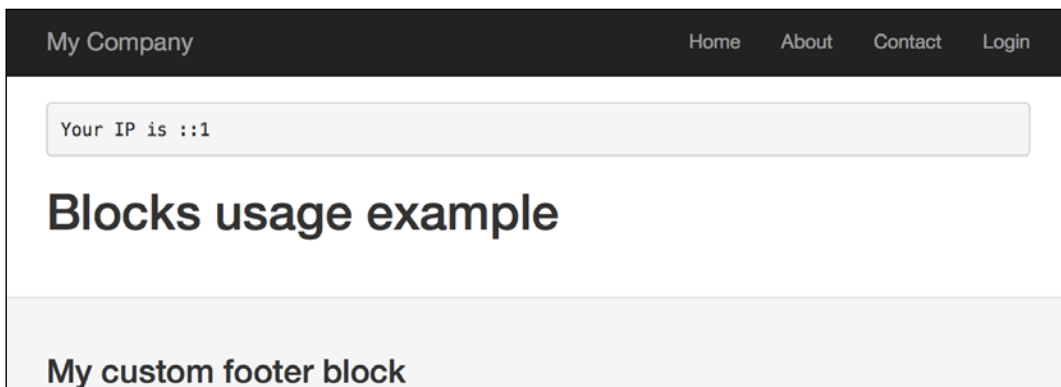 My Company Home About Contact Login
Your IP is ::1
Blocks usage example
My custom footer block